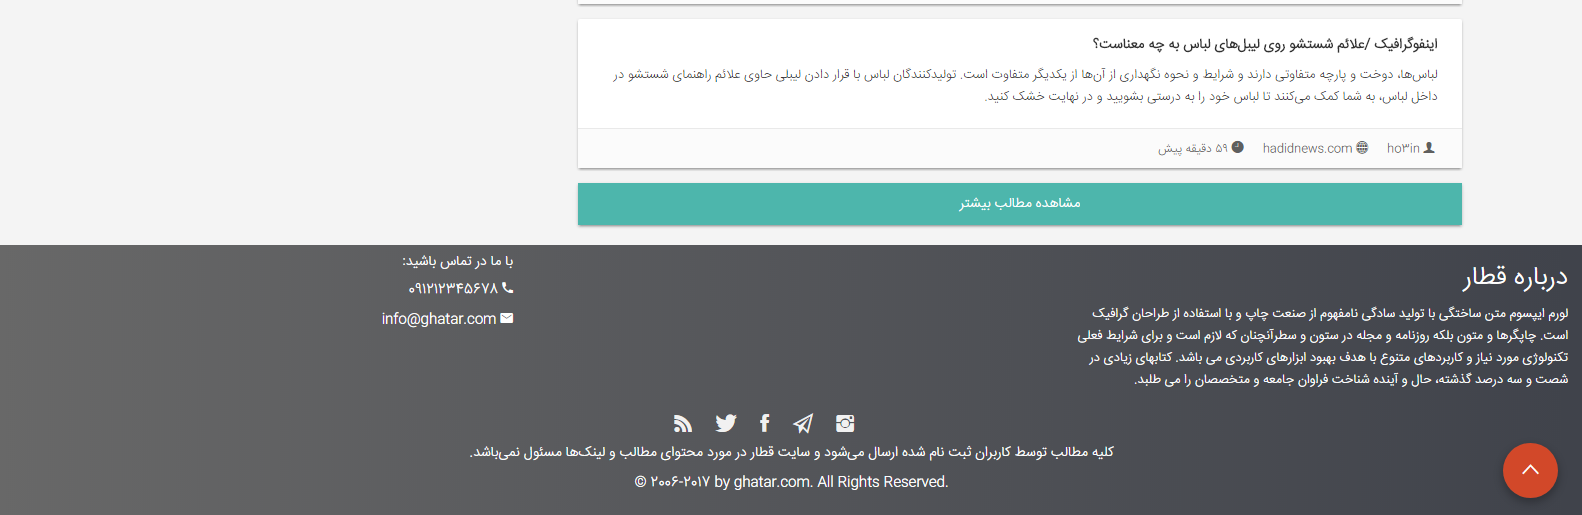 اینفوگرافیک /علائم شستشو روی لیبل‌های لباس به چه معناست؟
لباس‌ها، دوخت و پارچه متفاوتی دارند و شرایط و نحوه نگهداری از آن‌ها از یکدیگر متفاوت است. تولیدکنندگان لباس با قرار دادن لیبلی حاوی علائم راهنمای شستشو در
داخل لباس، به شما کمک می‌کنند تا لباس خود را به درستی بشویید و در نهایت خشک کنید.
ho۳in
hadidnews.com
۵۹ دقیقه پیش
مشاهده مطالب بیشتر
درباره قطار
لورم ایپسوم متن ساختگی با تولید سادگی نامفهوم از صنعت چاپ و با استفاده از طراحان گرافیک
است. چاپگرها و متون بلکه روزنامه و مجله در ستون و سطرآنچنان که لازم است و برای شرایط فعلی
تکنولوژی مورد نیاز و کاربردهای متنوع با هدف بهبود ابزارهای کاربردی می باشد. کتابهای زیادی در
شصت و سه درصد گذشته، حال و آینده شناخت فراوان جامعه و متخصصان را می طلبد.
با ما در تماس باشید:
۰۹۱۲۱۲۳۴۵۶۷۸
info@ghatar.com
کلیه مطالب توسط کاربران ثبت نام شده ارسال می‌شود و سایت قطار در مورد محتوای مطالب و لینک‌ها مسئول نمی‌باشد.
© ۲۰۰۶-۲۰۱۷ by ghatar.com. All Rights Reserved.